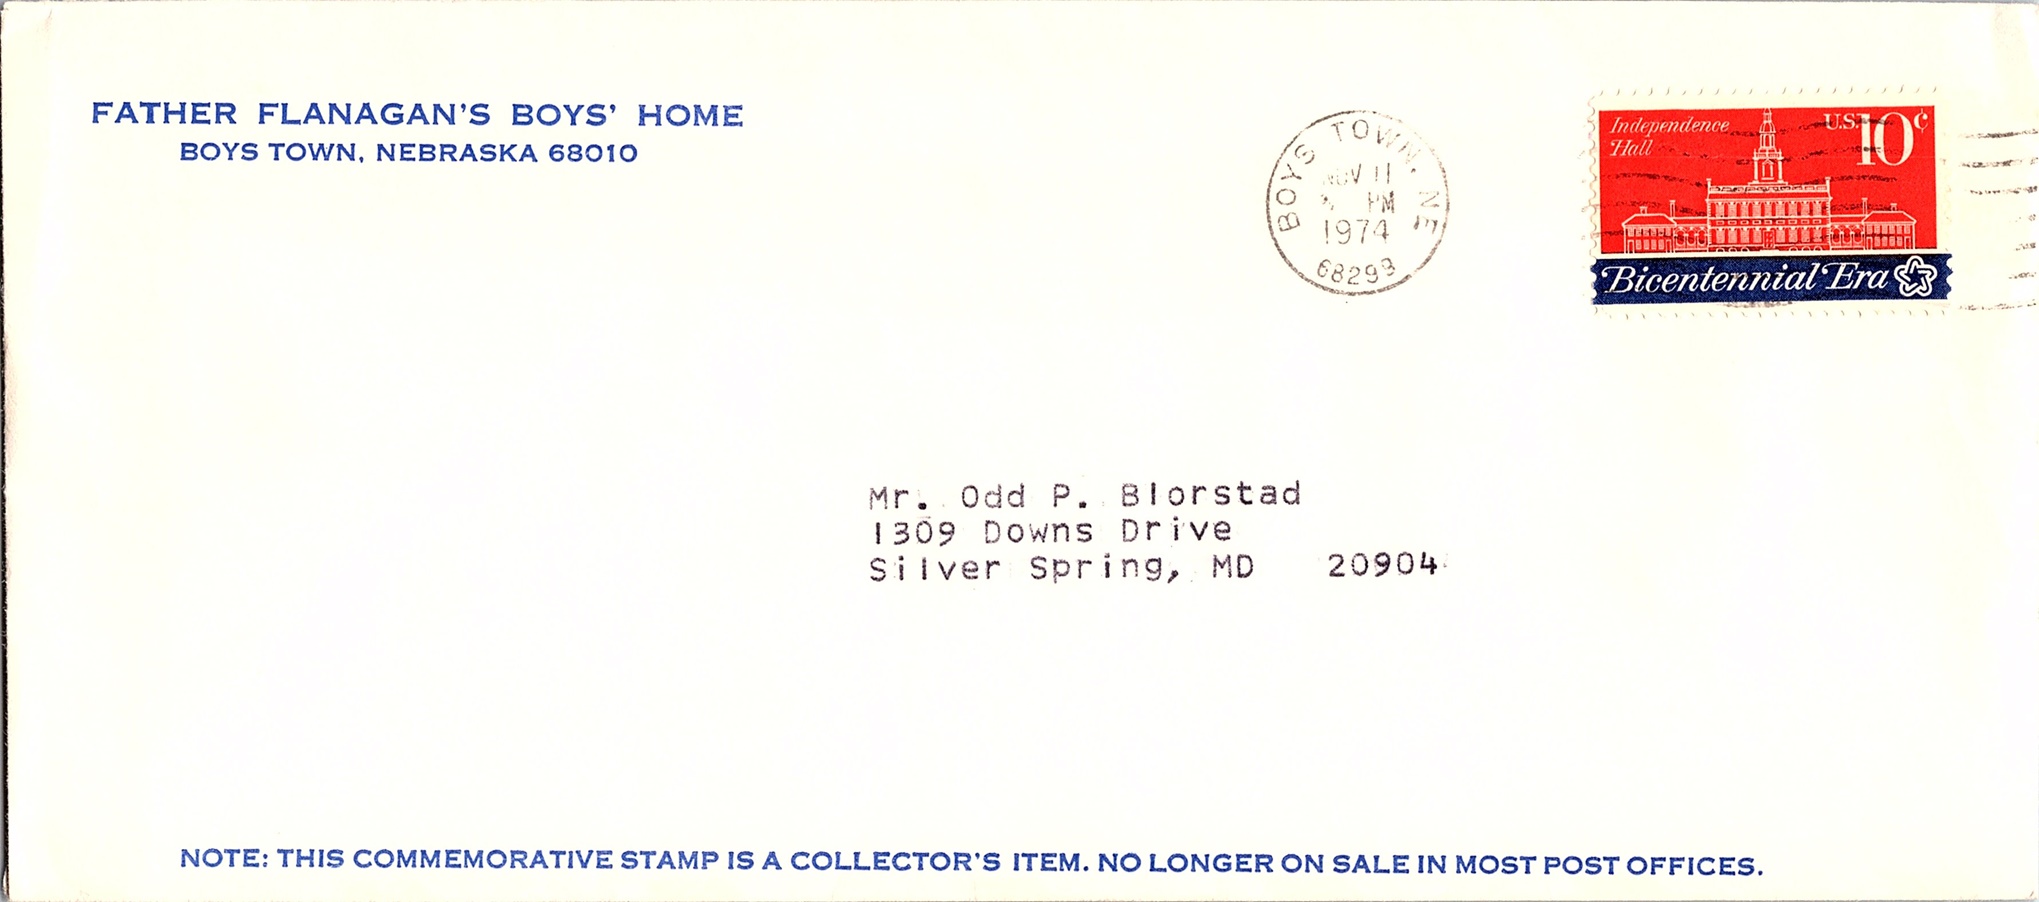 FATHER FLANAGAN'S BOYS' HOME
BOYS TOWN, NEBRASKA 68010
BOYS TOWN, NE
NOV 11
PM
1974
Independence
Hall
U.S. 10¢
Bicentennial Era
Mr. Odd P. Blorstad
1309 Downs Drive
Silver Spring, MD 20904
NOTE: THIS COMMEMORATIVE STAMP IS A COLLECTOR'S ITEM. NO LONGER ON SALE IN MOST POST OFFICES.